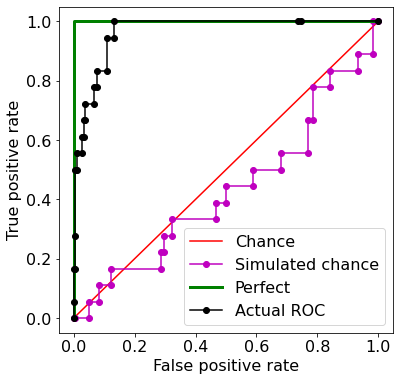 True positive rate
1.0
0.8
0.6
0.4
0.2
0.0
Chance
Simulated chance
Perfect
Actual ROC
0.0 0.2 0.4 0.6 0.8 1.0
False positive rate